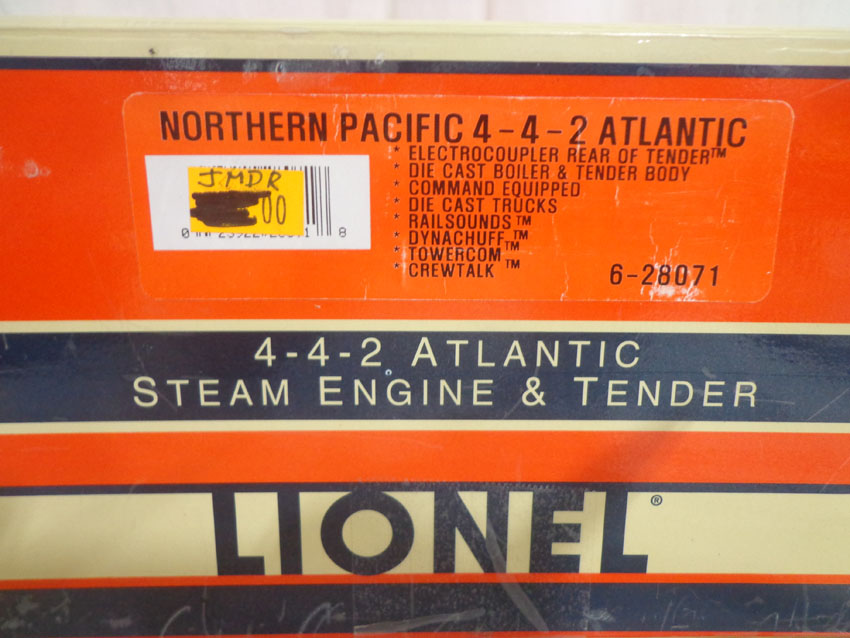 NORTHERN PACIFIC 4-4-2 ATLANTIC
* ELECTROCOUPLER REAR OF TENDER™
* DIE CAST BOILER & TENDER BODY
* COMMAND EQUIPPED
* DIE CAST TRUCKS
* RAILSOUNDS™
* DYNACHUFF™
* TOWERCOM™
* CREWTALK™
JMDR
00
6-28071
4-4-2 ATLANTIC
STEAM ENGINE & TENDER
LIONEL®